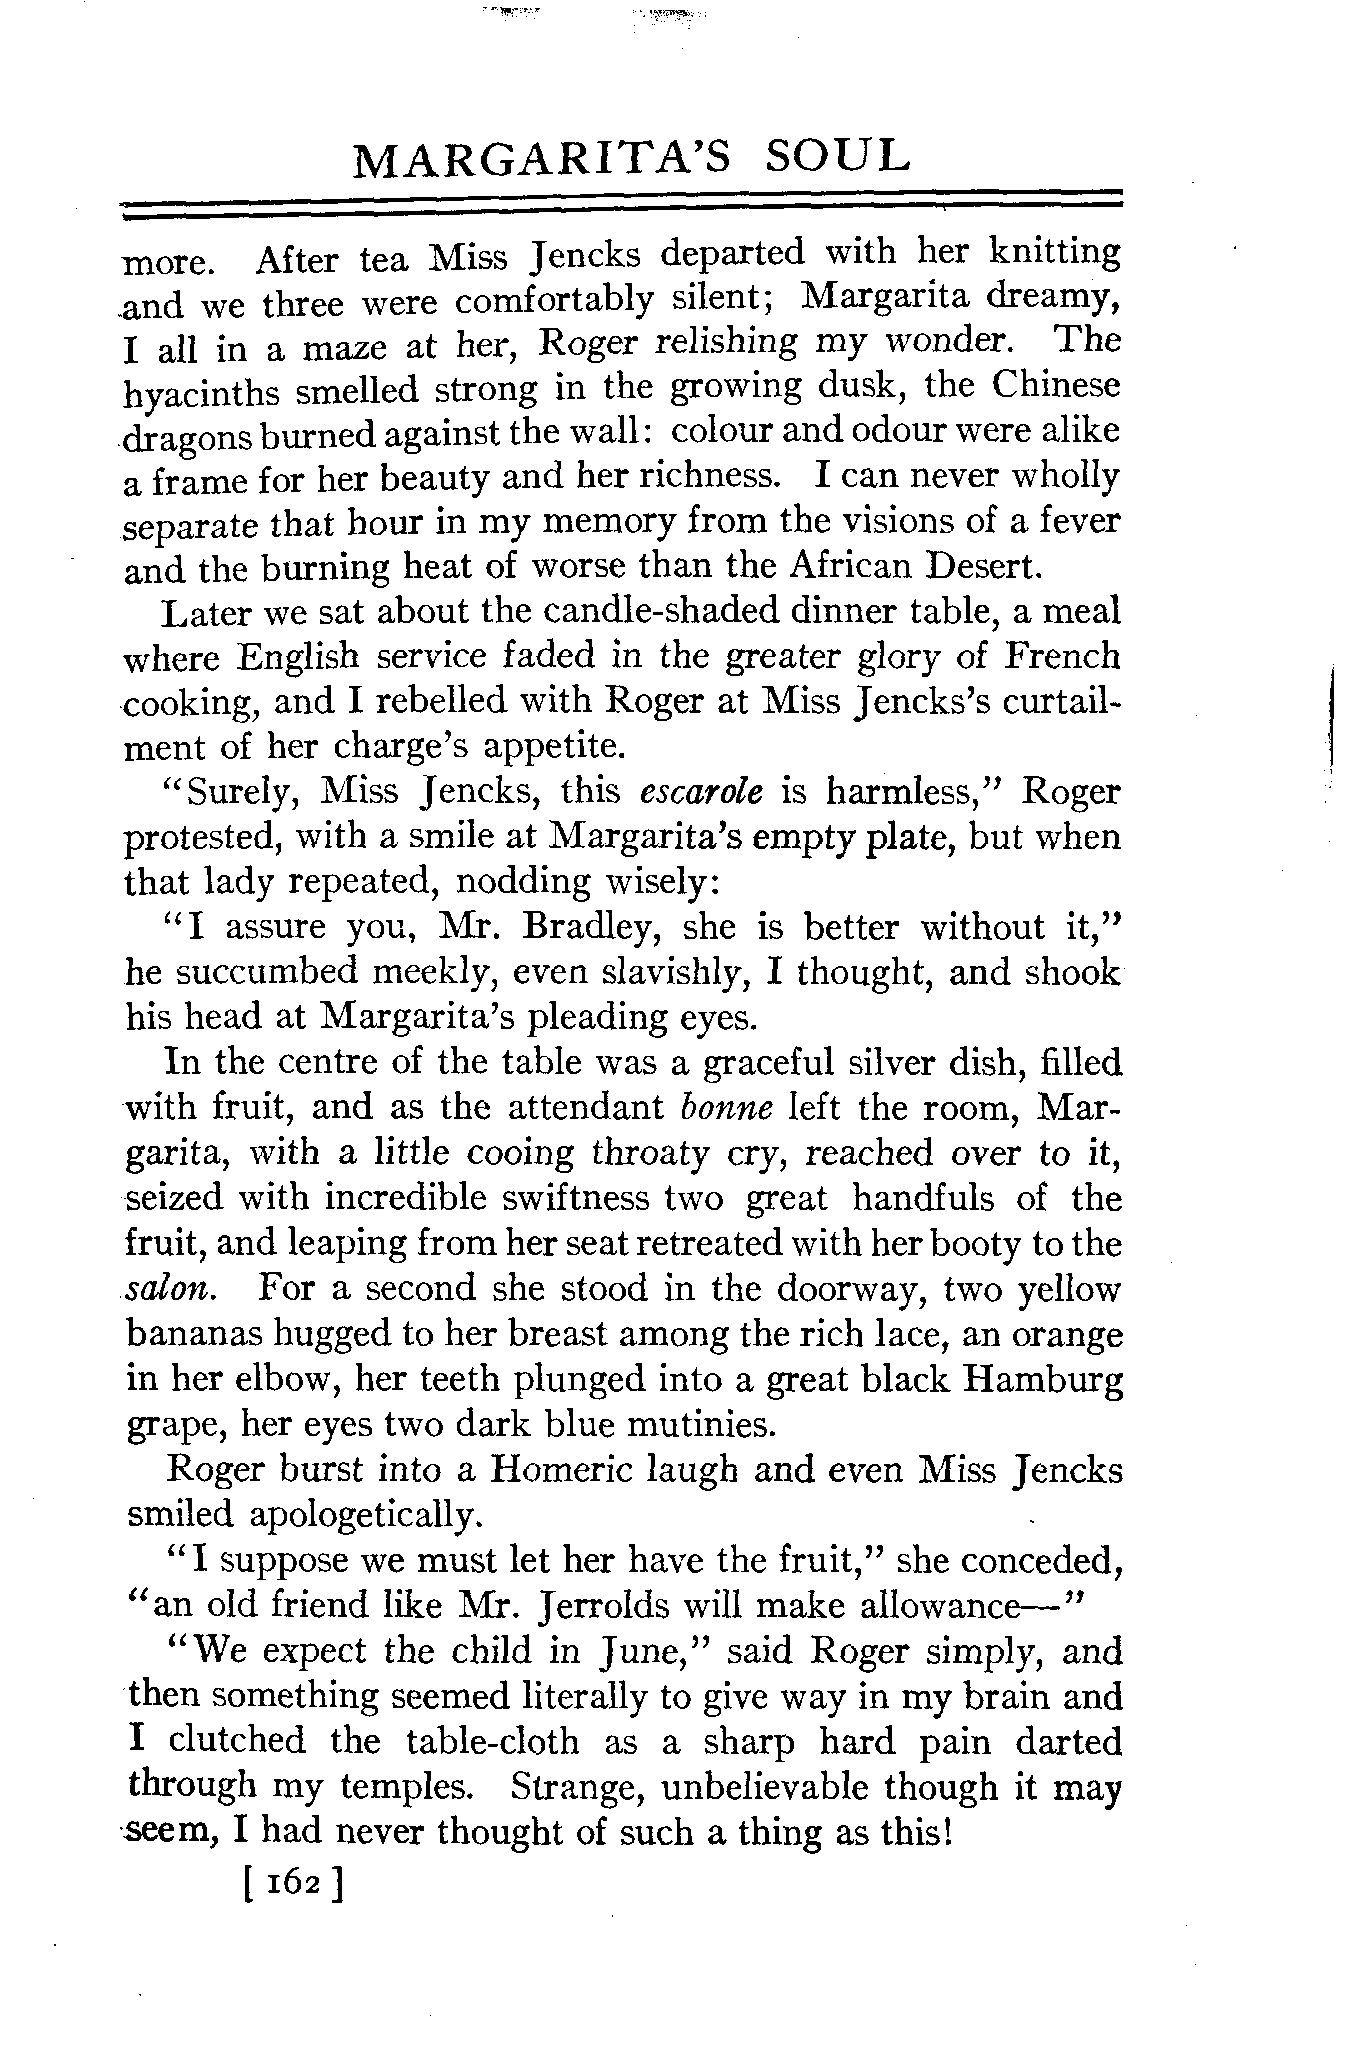 MARGARITA'S SOUL
more. After tea Miss Jencks departed with her knitting
and we three were comfortably silent; Margarita dreamy,
I all in a maze at her, Roger relishing my wonder. The
hyacinths smelled strong in the growing dusk, the Chinese
dragons burned against the wall: colour and odour were alike
a frame for her beauty and her richness. I can never wholly
separate that hour in my memory from the visions of a fever
and the burning heat of worse than the African Desert.
Later we sat about the candle-shaded dinner table, a meal
where English service faded in the greater glory of French
cooking, and I rebelled with Roger at Miss Jencks's curtail-
ment of her charge's appetite.
"Surely, Miss Jencks, this escarole is harmless," Roger
protested, with a smile at Margarita's empty plate, but when
that lady repeated, nodding wisely:
"I assure you, Mr. Bradley, she is better without it,"
he succumbed meekly, even slavishly, I thought, and shook
his head at Margarita's pleading eyes.
In the centre of the table was a graceful silver dish, filled
with fruit, and as the attendant bonne left the room, Mar-
garita, with a little cooing throaty cry, reached over to it,
seized with incredible swiftness two great handfuls of the
fruit, and leaping from her seat retreated with her booty to the
salon. For a second she stood in the doorway, two yellow
bananas hugged to her breast among the rich lace, an orange
in her elbow, her teeth plunged into a great black Hamburg
grape, her eyes two dark blue mutinies.
Roger burst into a Homeric laugh and even Miss Jencks
smiled apologetically.
"I suppose we must let her have the fruit," she conceded,
"an old friend like Mr. Jerrolds will make allowance—"
"We expect the child in June," said Roger simply, and
then something seemed literally to give way in my brain and
I clutched the table-cloth as a sharp hard pain darted
through my temples. Strange, unbelievable though it may
seem, I had never thought of such a thing as this!
[ 162 ]